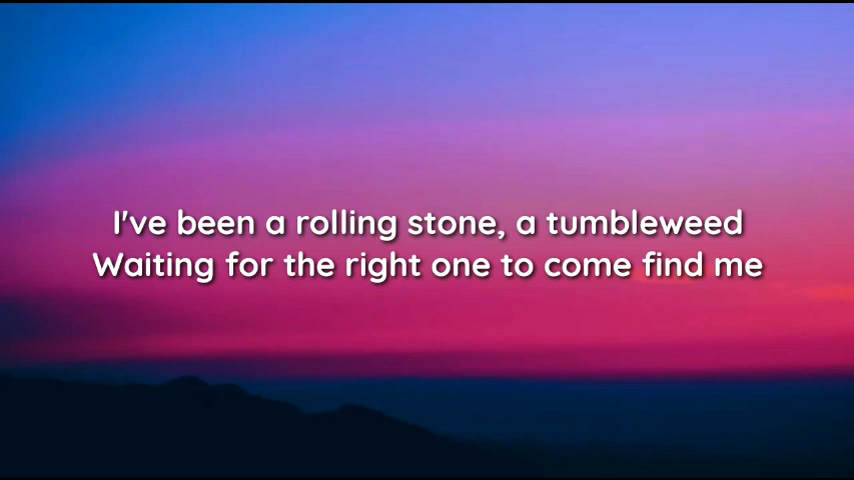 I've been a rolling stone, a tumbleweed
Waiting for the right one to come find me